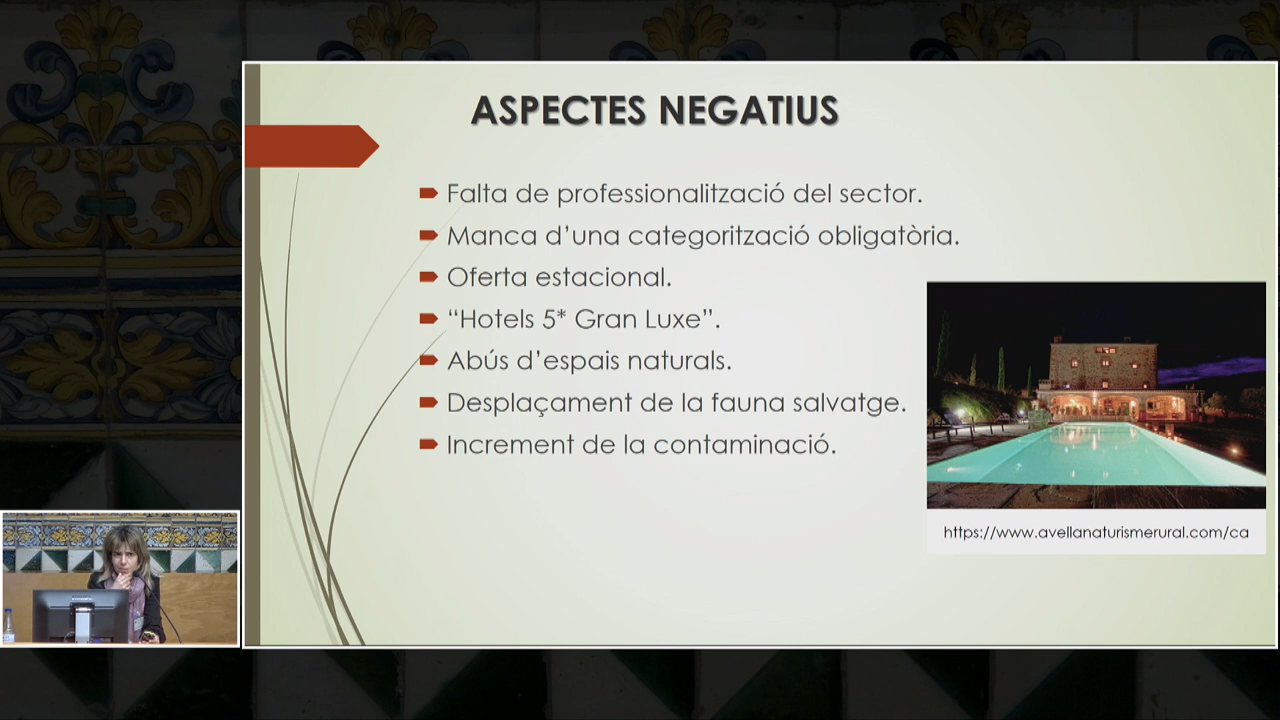 ASPECTES NEGATIUS
Falta de professionalització del sector.
Manca d’una categorització obligatòria.
Oferta estacional.
“Hotels 5* Gran Luxe”.
Abús d’espais naturals.
Desplaçament de la fauna salvatge.
Increment de la contaminació.
https://www.avellanaturismerural.com/ca